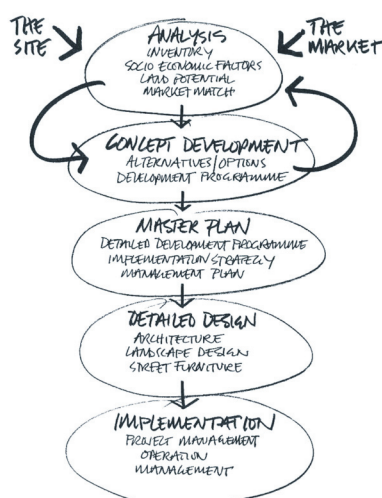 THE
SITE
THE
MARKET
ANALYSIS
INVENTORY
SOCIO ECONOMIC FACTORS
LAND POTENTIAL
MARKET MATCH
CONCEPT DEVELOPMENT
ALTERNATIVES/OPTIONS
DEVELOPMENT PROGRAMME
MASTER PLAN
DETAILED DEVELOPMENT PROGRAMME
IMPLEMENTATION STRATEGY
MANAGEMENT PLAN
DETAILED DESIGN
ARCHITECTURE
LANDSCAPE DESIGN
STREET FURNITURE
IMPLEMENTATION
PROJECT MANAGEMENT
OPERATION
MANAGEMENT